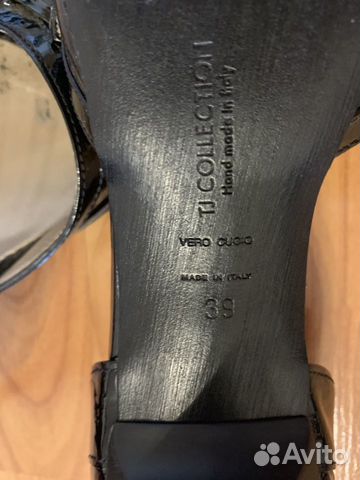 TJ COLLECTION
Hand made in Italy
VERO CUOIO
MADE IN ITALY
39
Avito